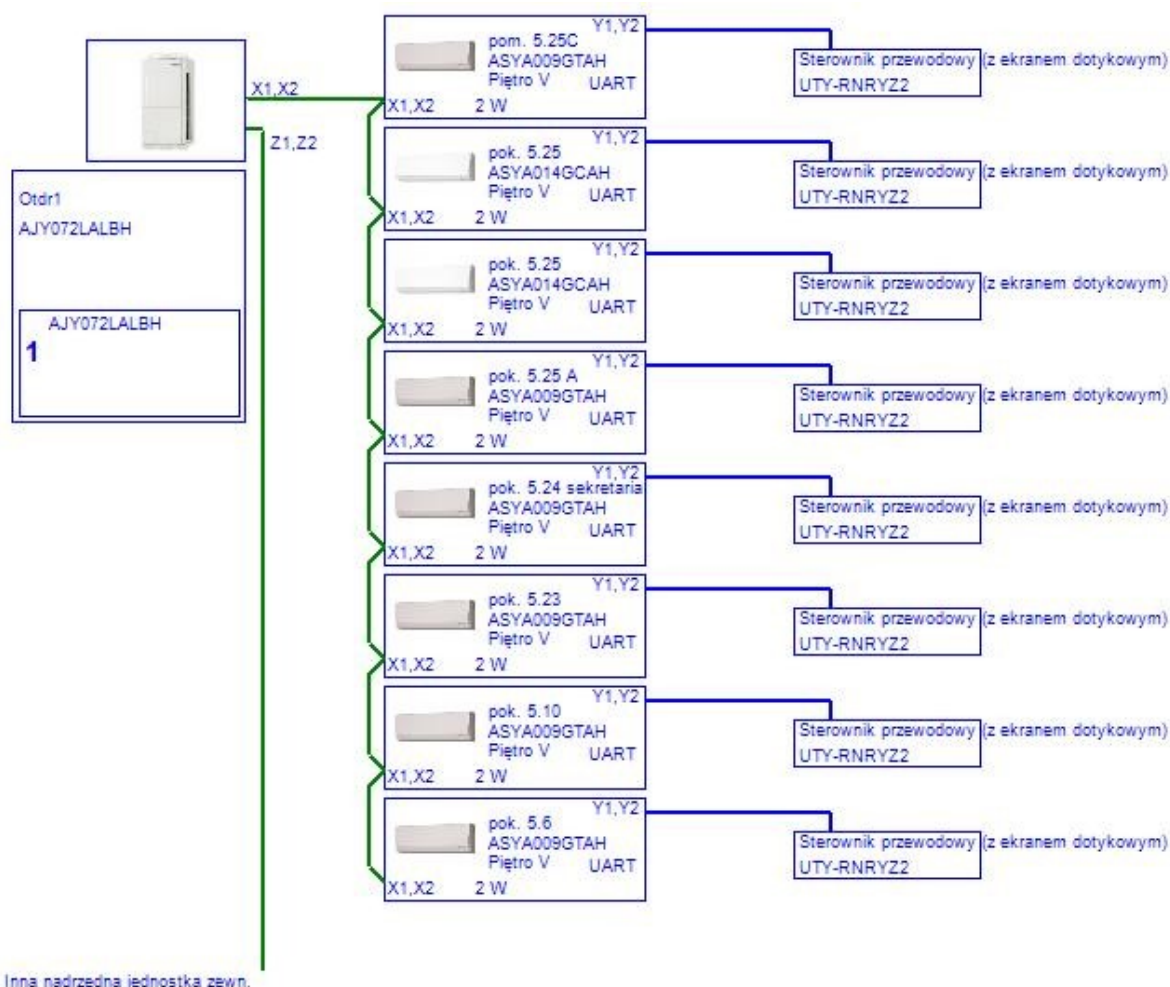 X1,X2
Z1,Z2
Otdr1
AJY072LALBH
AJY072LALBH
1
Y1,Y2
pom. 5.25C
ASYA009GTAH
Piętro V UART
X1,X2 2 W
Sterownik przewodowy (z ekranem dotykowym)
UTY-RNRYZ2
Y1,Y2
pok. 5.25
ASYA014GCAH
Piętro V UART
X1,X2 2 W
Sterownik przewodowy (z ekranem dotykowym)
UTY-RNRYZ2
Y1,Y2
pok. 5.25
ASYA014GCAH
Piętro V UART
X1,X2 2 W
Sterownik przewodowy (z ekranem dotykowym)
UTY-RNRYZ2
Y1,Y2
pok. 5.25 A
ASYA009GTAH
Piętro V UART
X1,X2 2 W
Sterownik przewodowy (z ekranem dotykowym)
UTY-RNRYZ2
Y1,Y2
pok. 5.24 sekretaria
ASYA009GTAH
Piętro V UART
X1,X2 2 W
Sterownik przewodowy (z ekranem dotykowym)
UTY-RNRYZ2
Y1,Y2
pok. 5.23
ASYA009GTAH
Piętro V UART
X1,X2 2 W
Sterownik przewodowy (z ekranem dotykowym)
UTY-RNRYZ2
Y1,Y2
pok. 5.10
ASYA009GTAH
Piętro V UART
X1,X2 2 W
Sterownik przewodowy (z ekranem dotykowym)
UTY-RNRYZ2
Y1,Y2
pok. 5.6
ASYA009GTAH
Piętro V UART
X1,X2 2 W
Sterownik przewodowy (z ekranem dotykowym)
UTY-RNRYZ2
Inna nadrzędna jednostka zewn.